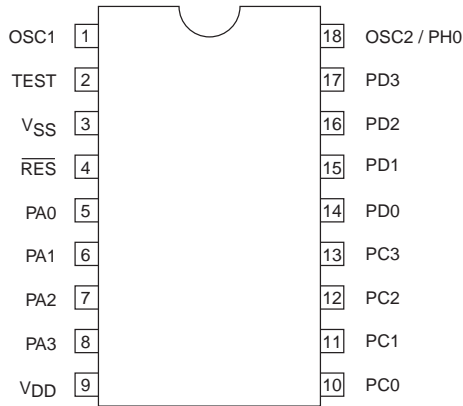 OSC1 1 18 OSC2 / PH0
TEST 2 17 PD3
VSS 3 16 PD2
RES 4 15 PD1
PA0 5 14 PD0
PA1 6 13 PC3
PA2 7 12 PC2
PA3 8 11 PC1
VDD 9 10 PC0